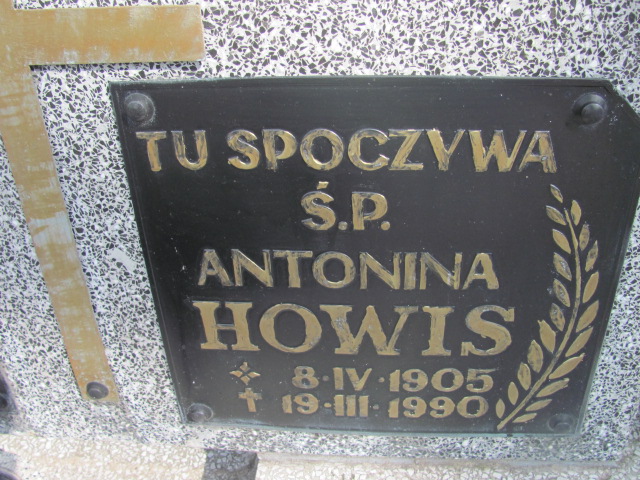 TU SPOCZYWA
Ś.P.
ANTONINA
HOWIS
8·IV·1905
19·III·1990